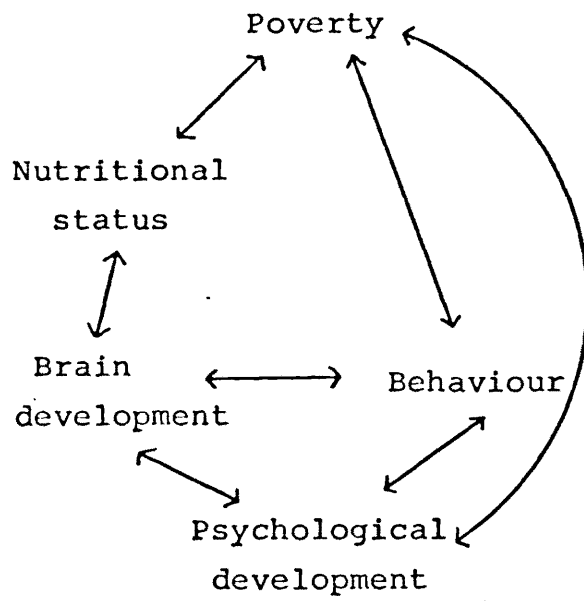 Poverty
Nutritional
status
Brain
development
Behaviour
Psychological
development